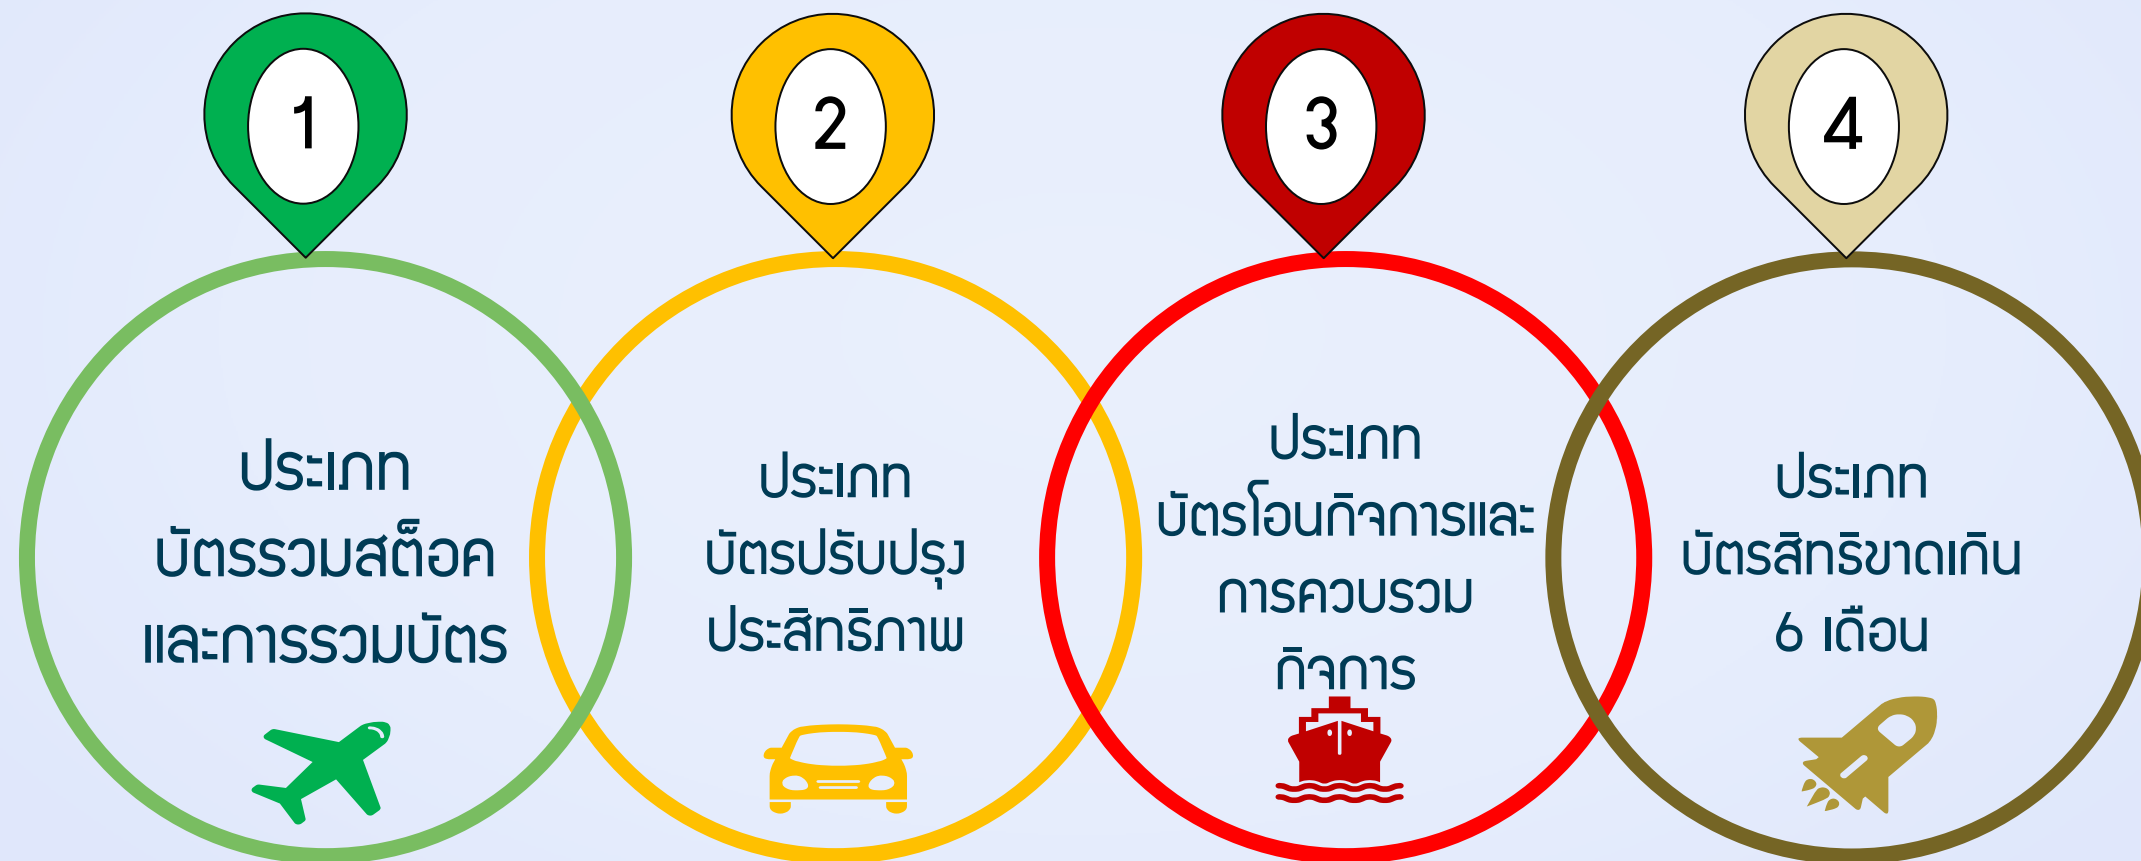 1
ประเภท
บัตรรวมสต็อค
และการรวมบัตร
2
ประเภท
บัตรปรับปรุง
ประสิทธิภาพ
3
ประเภท
บัตรโอนกิจการและ
การควบรวม
กิจการ
4
ประเภท
บัตรสิทธิขาดเกิน
6 เดือน